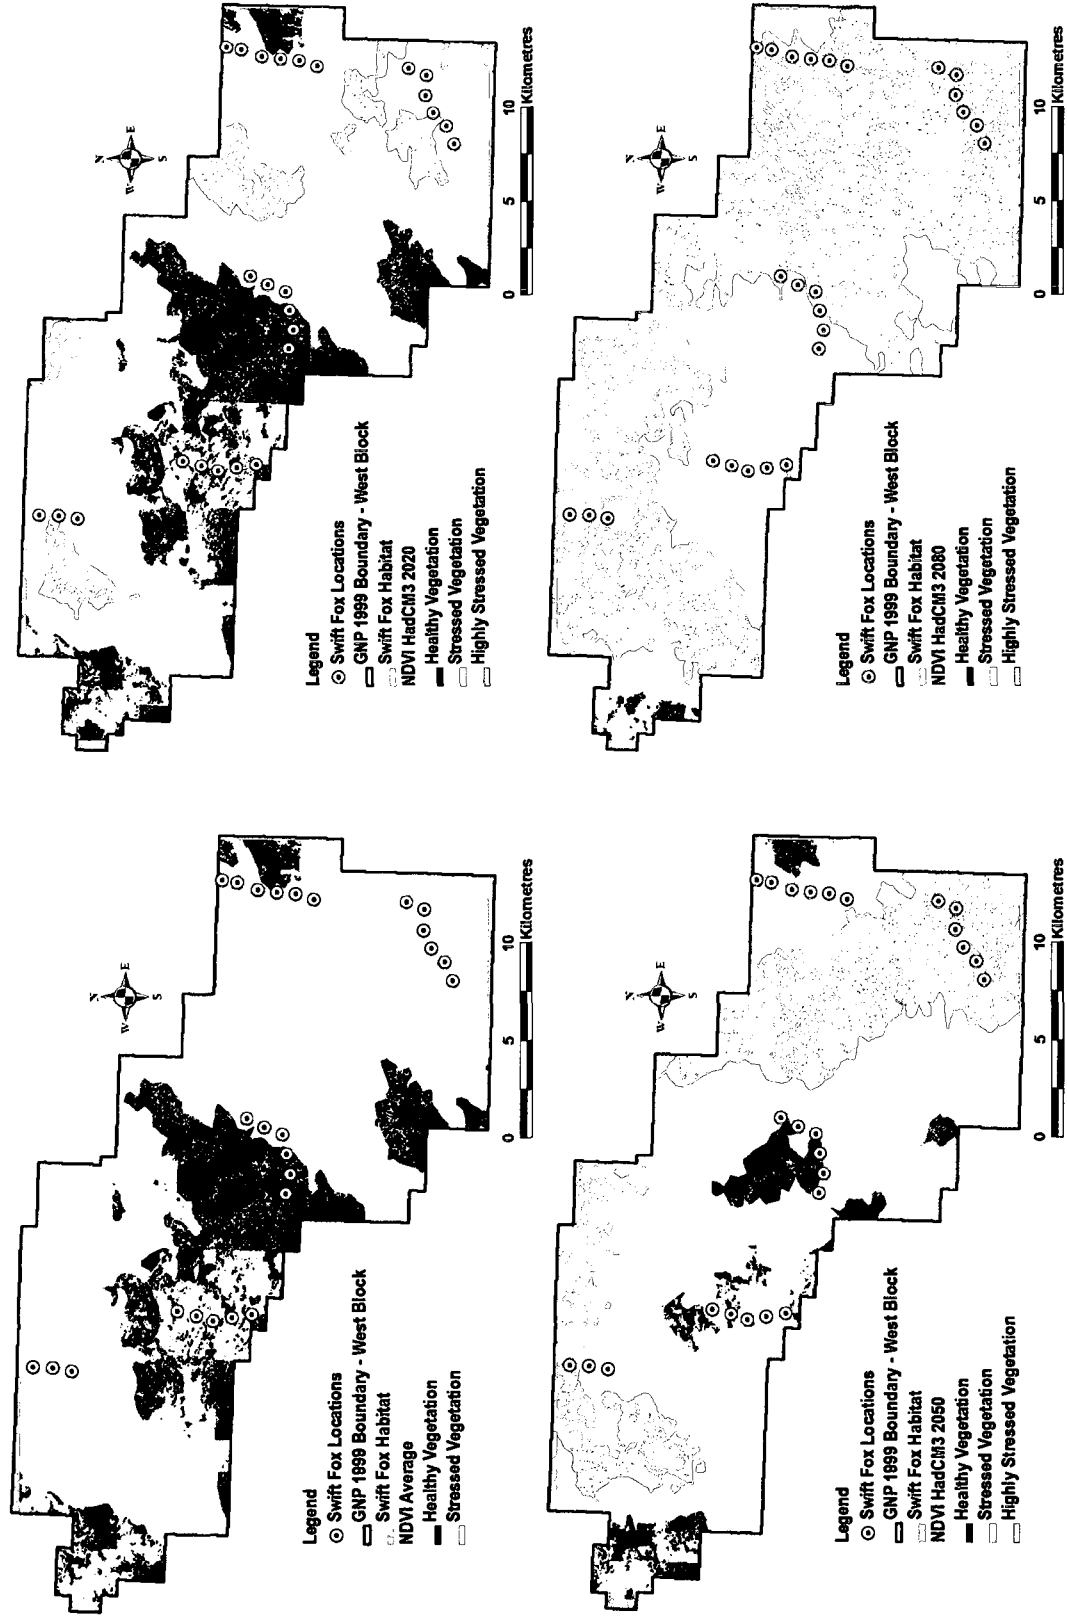 N
W E
S
Legend
Swift Fox Locations
GNP 1999 Boundary - West Block
Swift Fox Habitat
NDVI Average
Healthy Vegetation
Stressed Vegetation
0 5 10
Kilometres
N
W E
S
Legend
Swift Fox Locations
GNP 1999 Boundary - West Block
Swift Fox Habitat
NDVI HadCM3 2020
Healthy Vegetation
Stressed Vegetation
Highly Stressed Vegetation
0 5 10
Kilometres
N
W E
S
Legend
Swift Fox Locations
GNP 1999 Boundary - West Block
Swift Fox Habitat
NDVI HadCM3 2050
Healthy Vegetation
Stressed Vegetation
Highly Stressed Vegetation
0 5 10
Kilometres
N
W E
S
Legend
Swift Fox Locations
GNP 1999 Boundary - West Block
Swift Fox Habitat
NDVI HadCM3 2080
Healthy Vegetation
Stressed Vegetation
Highly Stressed Vegetation
0 5 10
Kilometres